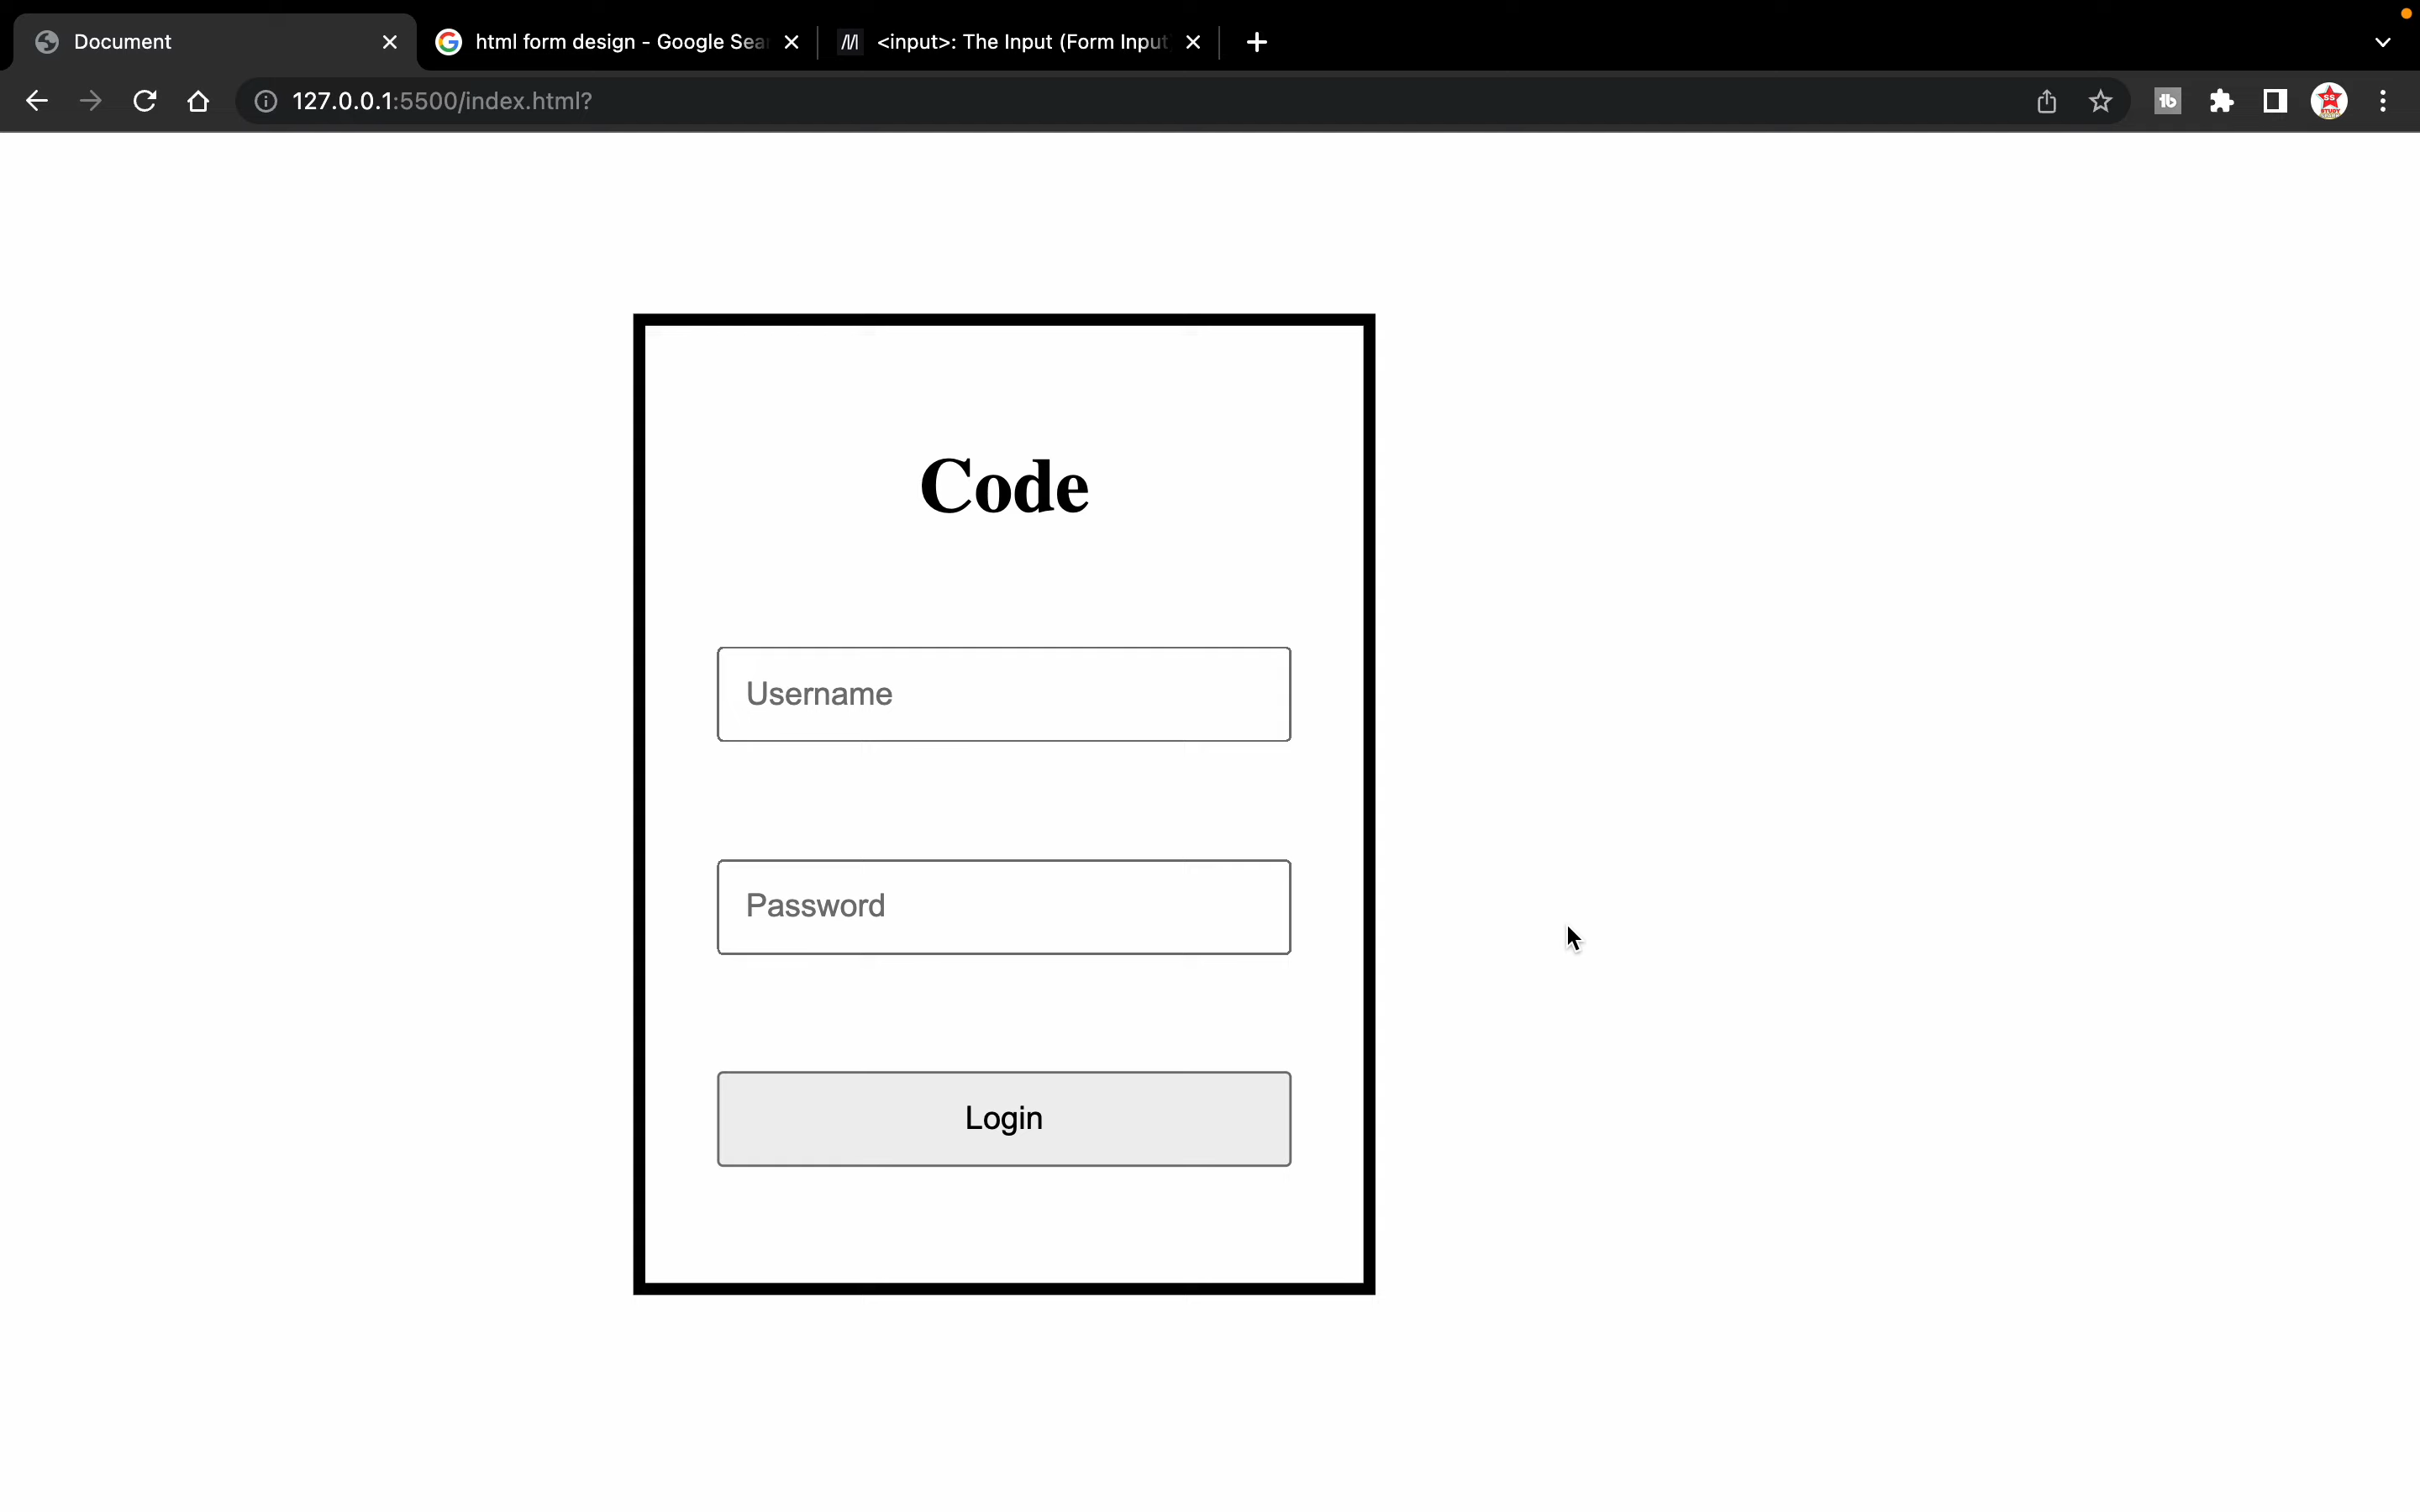 Document
html form design - Google Sea
<input>: The Input (Form Input
127.0.0.1:5500/index.html?
Code
Username
Password
Login